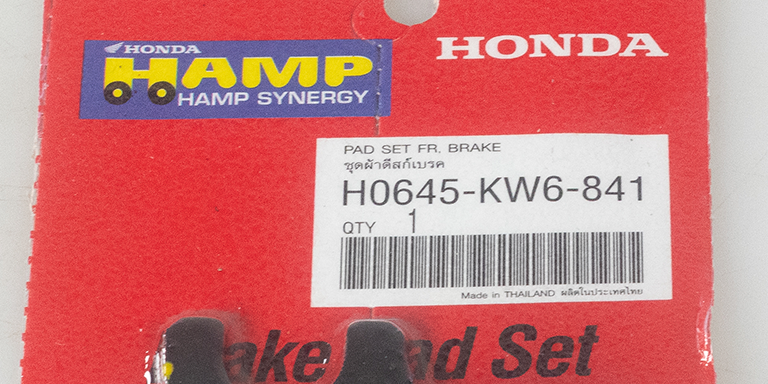 HONDA
HAMP
HAMP SYNERGY
HONDA
PAD SET FR, BRAKE
ชุดผ้าดีสก์เบรค
H0645-KW6-841
QTY 1
Made in THAILAND ผลิตในประเทศไทย
Set